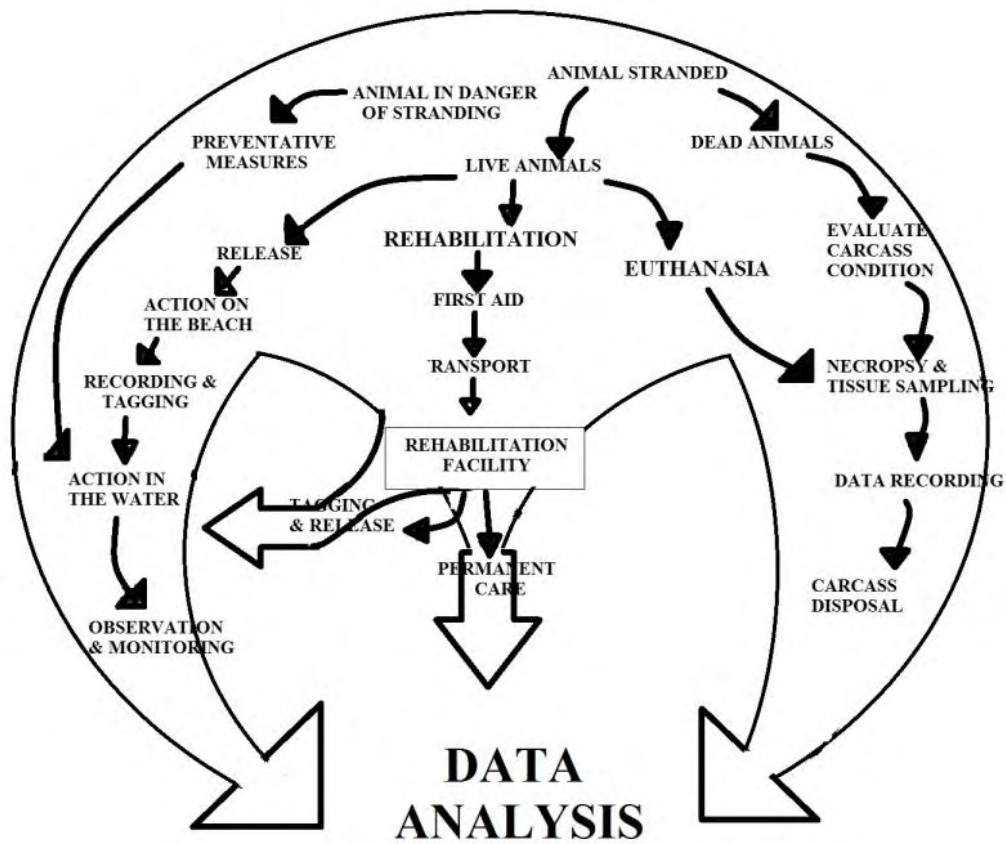 ANIMAL STRANDED
ANIMAL IN DANGER
OF STRANDING
PREVENTATIVE
MEASURES
DEAD ANIMALS
LIVE ANIMALS
RELEASE
REHABILITATION
EUTHANASIA
EVALUATE
CARCASS
CONDITION
FIRST AID
ACTION ON
THE BEACH
TRANSPORT
RECORDING &
TAGGING
NECROPSY &
TISSUE SAMPLING
REHABILITATION
FACILITY
ACTION IN
THE WATER
DATA RECORDING
TAGGING
& RELEASE
PERMANENT
CARE
CARCASS
DISPOSAL
OBSERVATION
& MONITORING
DATA
ANALYSIS